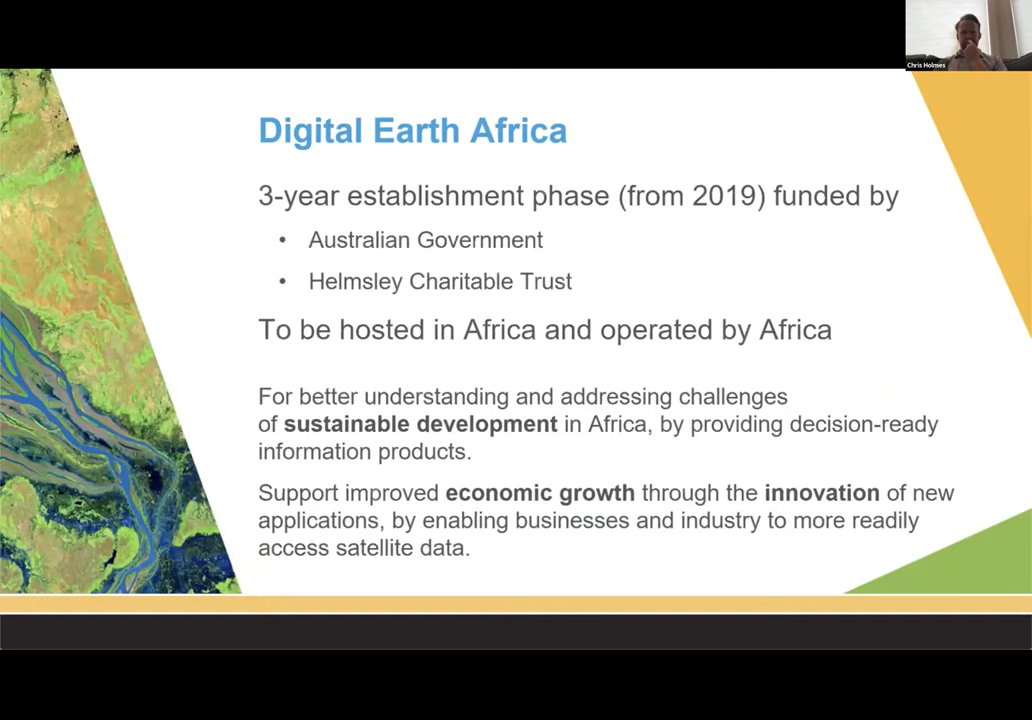 Chris Holmes
Digital Earth Africa
3-year establishment phase (from 2019) funded by
• Australian Government
• Helmsley Charitable Trust
To be hosted in Africa and operated by Africa
For better understanding and addressing challenges
of sustainable development in Africa, by providing decision-ready
information products.
Support improved economic growth through the innovation of new
applications, by enabling businesses and industry to more readily
access satellite data.